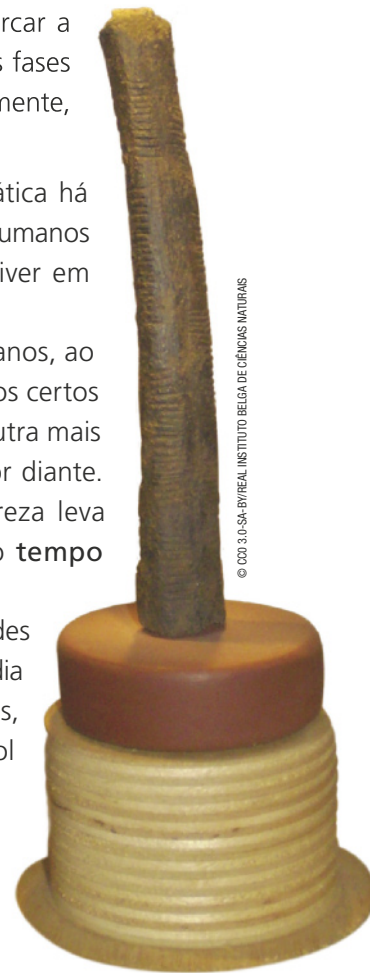 rcar a
s fases
mente,
ática há
umanos
iver em
anos, ao
os certos
utra mais
or diante.
reza leva
o tempo
des
dia
s,
ol
© CC0 3.0-SA-BY/REAL INSTITUTO BELGA DE CIÊNCIAS NATURAIS